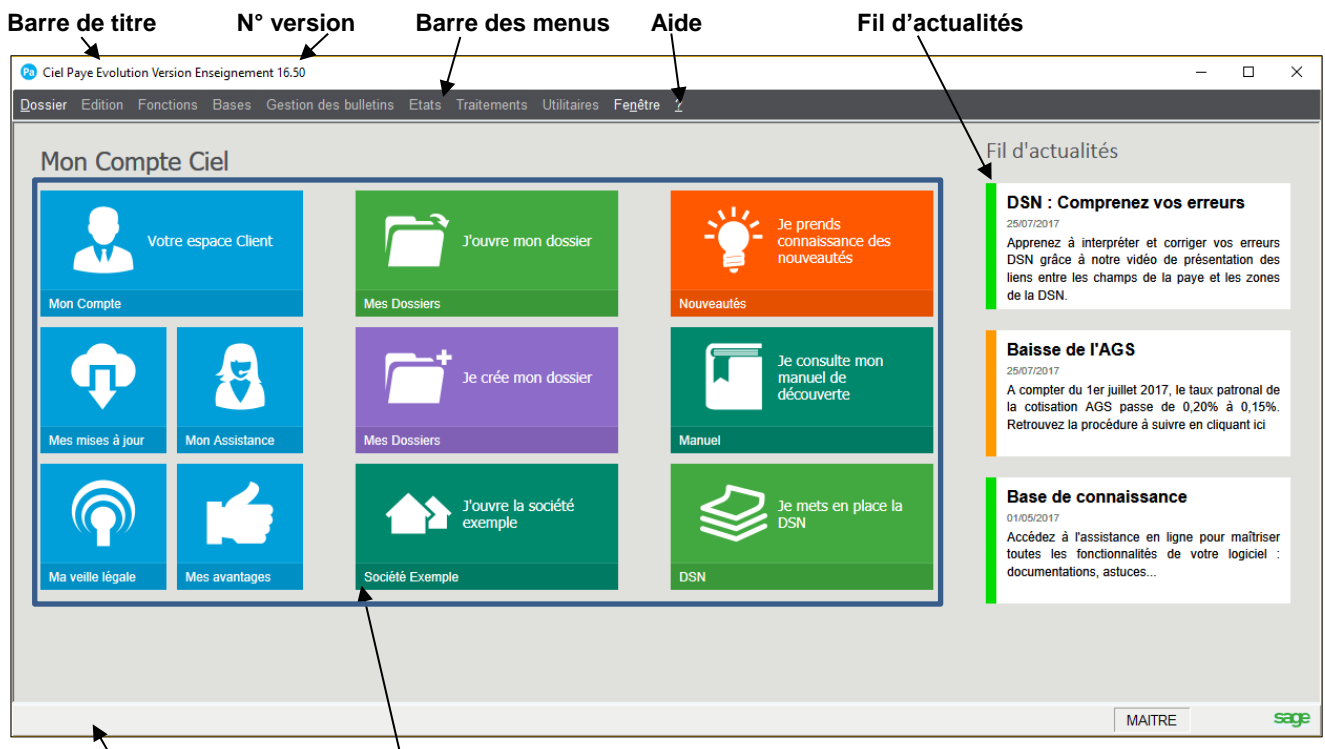 Barre de titre N° version Barre des menus Aide Fil d’actualités
Pa Ciel Paye Evolution Version Enseignement 16.50
Dossier Edition Fonctions Bases Gestion des bulletins Etats Traitements Utilitaires Fenêtre ?
Mon Compte Ciel
Votre espace Client
Mon Compte
J'ouvre mon dossier
Mes Dossiers
Je prends
connaissance des
nouveautés
Nouveautés
Mes mises à jour
Mon Assistance
Je crée mon dossier
Mes Dossiers
Je consulte mon
manuel de
découverte
Manuel
Ma veille légale
Mes avantages
J'ouvre la société
exemple
Société Exemple
Je mets en place la
DSN
DSN
Fil d'actualités
DSN : Comprenez vos erreurs
25/07/2017
Apprenez à interpréter et corriger vos erreurs
DSN grâce à notre vidéo de présentation des
liens entre les champs de la paye et les zones
de la DSN.
Baisse de l'AGS
25/07/2017
A compter du 1er juillet 2017, le taux patronal de
la cotisation AGS passe de 0,20% à 0,15%.
Retrouvez la procédure à suivre en cliquant ici
Base de connaissance
01/05/2017
Accédez à l'assistance en ligne pour maîtriser
toutes les fonctionnalités de votre logiciel :
documentations, astuces...
MAITRE
sage